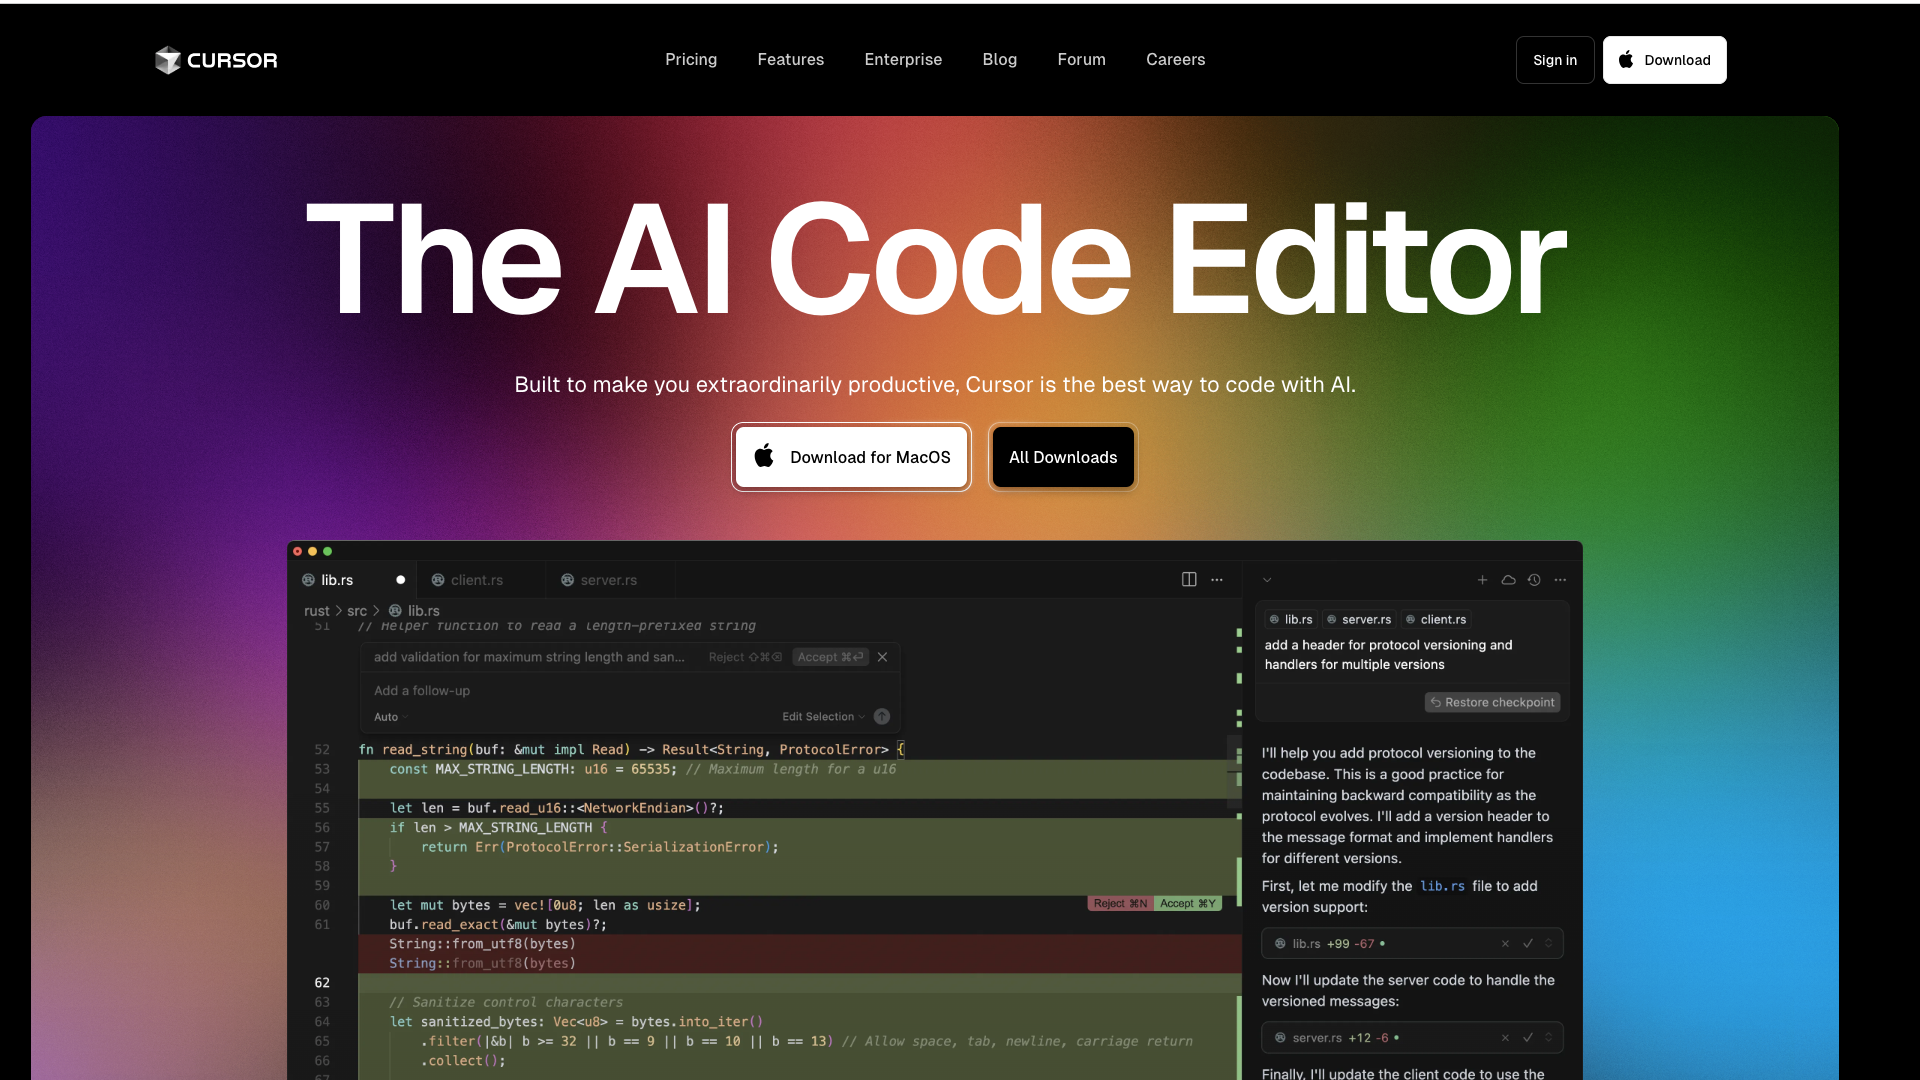 CURSOR
Pricing
Features
Enterprise
Blog
Forum
Careers
Sign in
Download
The AI Code Editor
Built to make you extraordinarily productive, Cursor is the best way to code with AI.
Download for MacOS
All Downloads
lib.rs
client.rs
server.rs
rust > src > lib.rs
51 // Helper function to read a length-prefixed string
add validation for maximum string length and san... Reject ⇧⌘⌫ Accept ⌘⏎
Add a follow-up
Auto
Edit Selection
52 fn read_string(buf: &mut impl Read) -> Result<String, ProtocolError> {
53 const MAX_STRING_LENGTH: u16 = 65535; // Maximum length for a u16
54
55 let len = buf.read_u16::<NetworkEndian>()?;
56 if len > MAX_STRING_LENGTH {
57 return Err(ProtocolError::SerializationError);
58 }
59
60 let mut bytes = vec![0u8; len as usize];
Reject ⌘N Accept ⌘Y
61 buf.read_exact(&mut bytes)?;
String::from_utf8(bytes)
String::from_utf8(bytes)
62
63 // Sanitize control characters
64 let sanitized_bytes: Vec<u8> = bytes.into_iter()
65 .filter(|&b| b >= 32 || b == 9 || b == 10 || b == 13) // Allow space, tab, newline, carriage return
66 .collect();
67
lib.rs server.rs client.rs
add a header for protocol versioning and
handlers for multiple versions
Restore checkpoint
I'll help you add protocol versioning to the
codebase. This is a good practice for
maintaining backward compatibility as the
protocol evolves. I'll add a version header to
the message format and implement handlers
for different versions.
First, let me modify the lib.rs file to add
version support:
lib.rs +99 -67
Now I'll update the server code to handle the
versioned messages:
server.rs +12 -6
Finally, I'll update the client code to use the